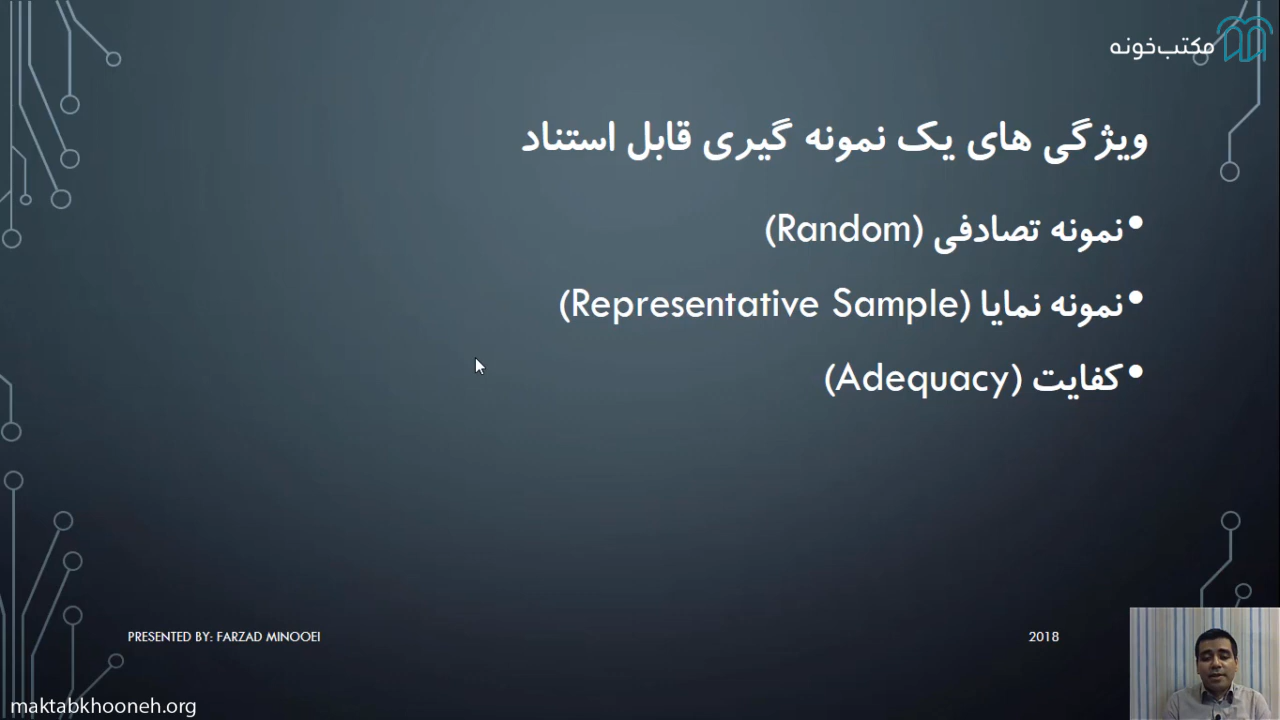 مکتب‌خونه
ویژگی های یک نمونه گیری قابل استناد
•نمونه تصادفی (Random)
•نمونه نمایا (Representative Sample)
•کفایت (Adequacy)
PRESENTED BY: FARZAD MINOOEI
2018
maktabkhooneh.org